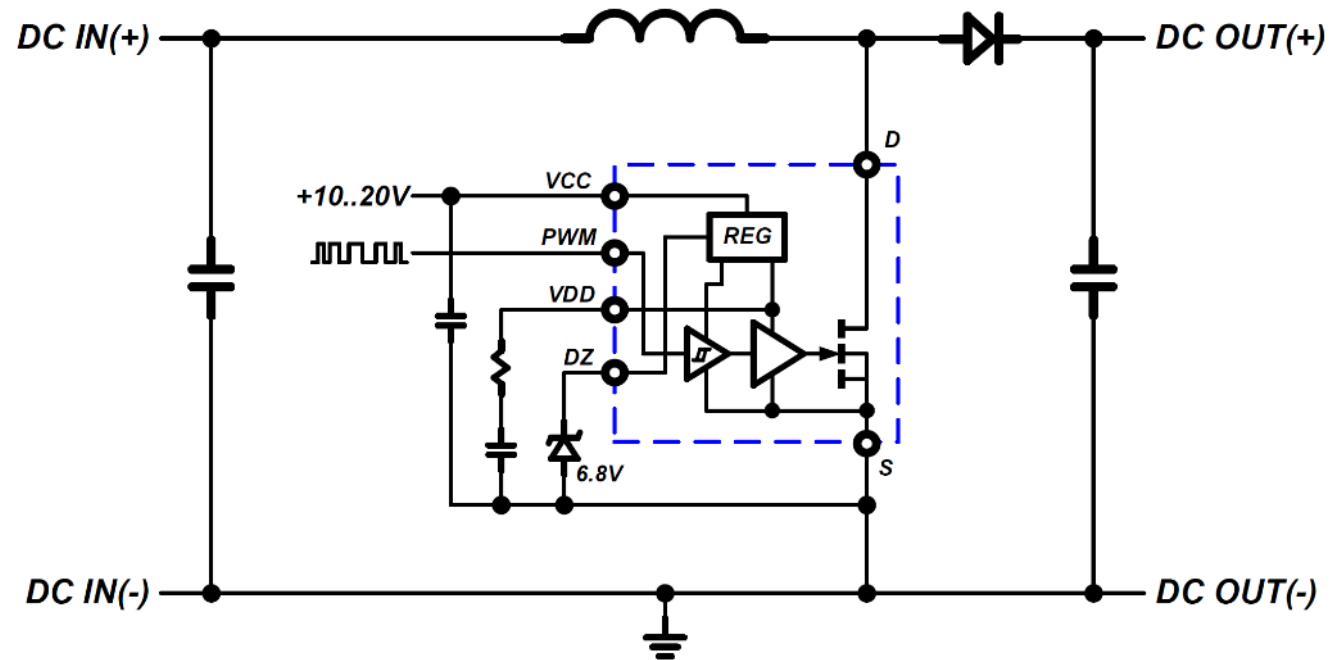 DC IN(+)
DC OUT(+)
D
VCC
+10..20V
PWM
REG
VDD
DZ
S
6.8V
DC IN(-)
DC OUT(-)